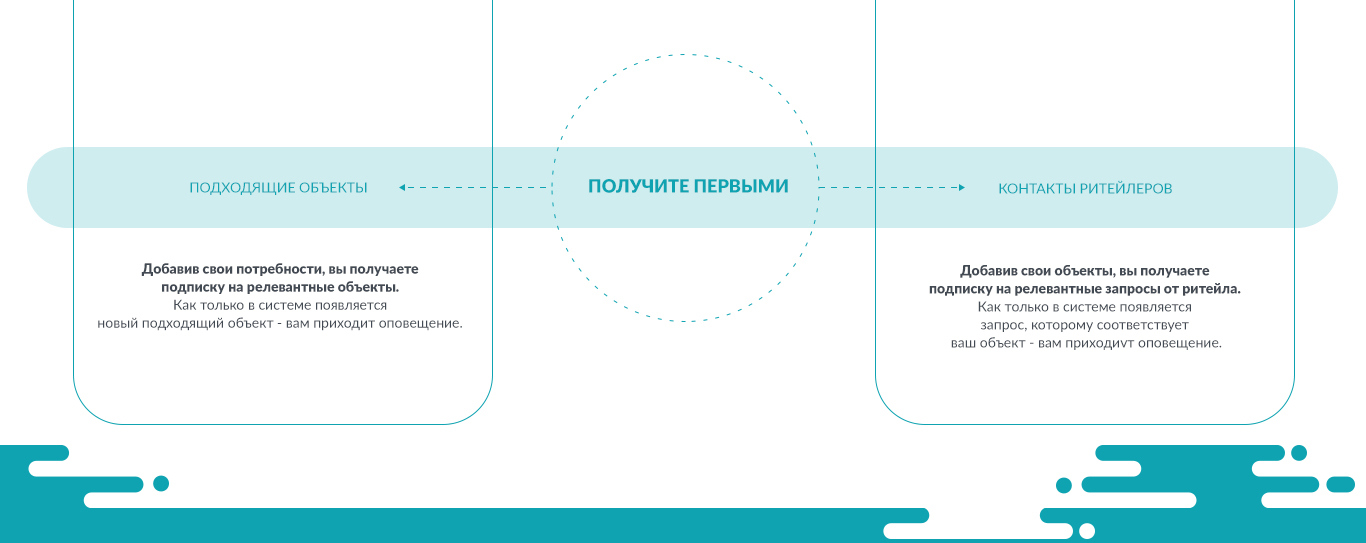 ПОДХОДЯЩИЕ ОБЪЕКТЫ
ПОЛУЧИТЕ ПЕРВЫМИ
КОНТАКТЫ РИТЕЙЛЕРОВ
Добавив свои потребности, вы получаете
подписку на релевантные объекты.
Как только в системе появляется
новый подходящий объект - вам приходит оповещение.
Добавив свои объекты, вы получаете
подписку на релевантные запросы от ритейла.
Как только в системе появляется
запрос, которому соответствует
ваш объект - вам приходиvт оповещение.